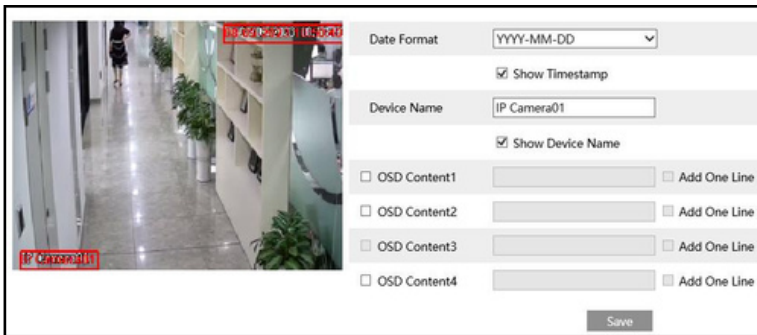 Date Format YYYY-MM-DD
Show Timestamp
Device Name IP Camera01
Show Device Name
OSD Content1 Add One Line
OSD Content2 Add One Line
OSD Content3 Add One Line
OSD Content4 Add One Line
Save
IP Camera01